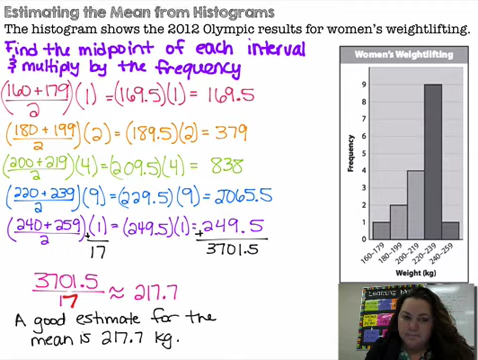 Estimating the Mean from Histograms
The histogram shows the 2012 Olympic results for women's weightlifting.
Find the midpoint of each interval
& multiply by the frequency
(160+179)/2 (1) = (169.5)(1) = 169.5
(180+199)/2 (2) = (189.5)(2) = 379
(200+219)/2 (4) = (209.5)(4) = 838
(220+239)/2 (9) = (229.5)(9) = 2065.5
(240+259)/2 +(1) = (249.5)(1) = +249.5
17 3701.5
3701.5/17 ≈ 217.7
A good estimate for the
mean is 217.7 kg.
Women's Weightlifting
Frequency
9
8
7
6
5
4
3
2
1
0
160–179 180–199 200–219 220–239 240–259
Weight (kg)